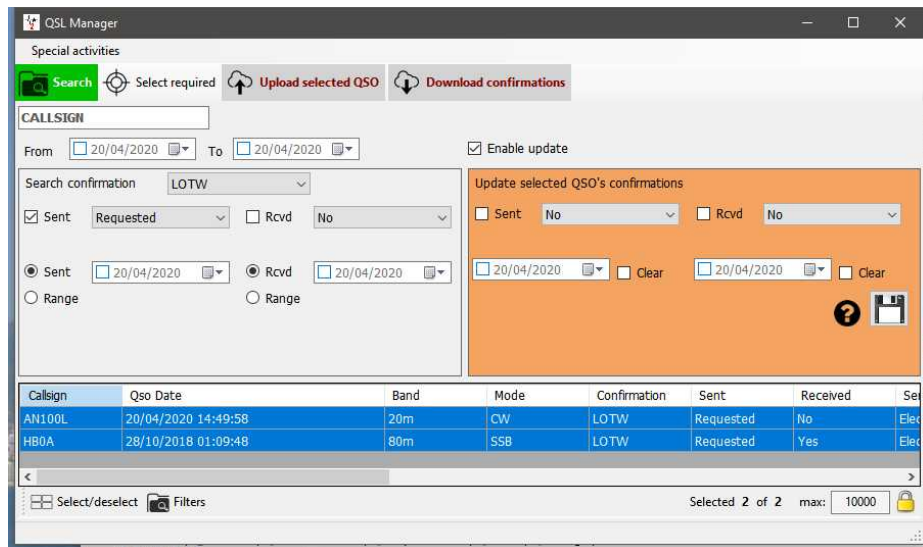 QSL Manager
Special activities
Search Select required Upload selected QSO Download confirmations
CALLSIGN
From 20/04/2020 To 20/04/2020 Enable update
Search confirmation LOTW Update selected QSO's confirmations
Sent Requested Rcvd No Sent No Rcvd No
Sent 20/04/2020 Rcvd 20/04/2020 20/04/2020 Clear 20/04/2020 Clear
Range Range
Callsign Qso Date Band Mode Confirmation Sent Received
AN100L 20/04/2020 14:49:58 20m CW LOTW Requested No
HB0A 28/10/2018 01:09:48 80m SSB LOTW Requested Yes
Select/deselect Filters Selected 2 of 2 max: 10000